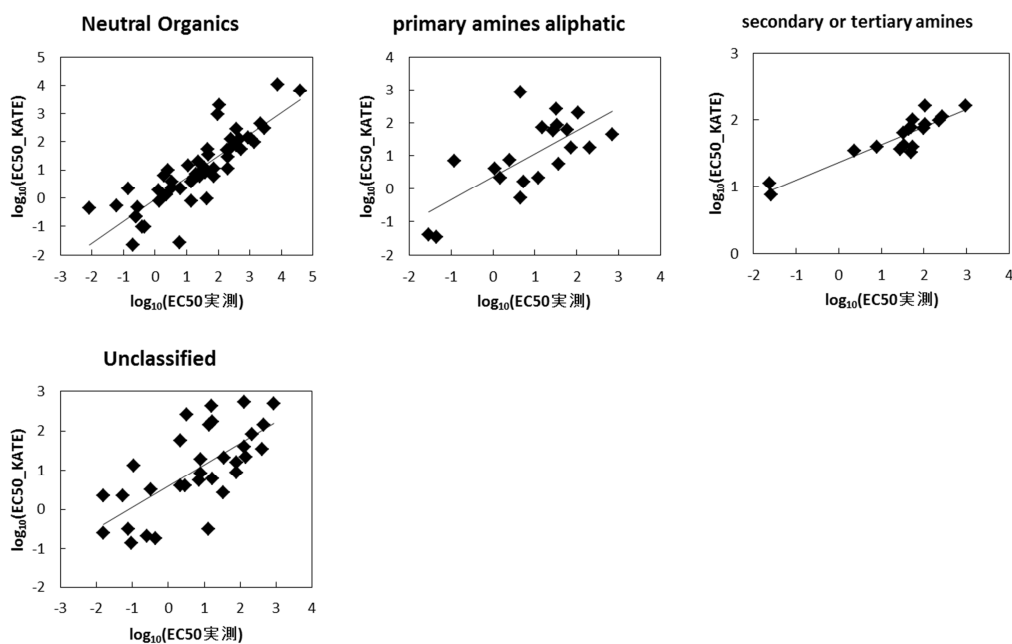 Neutral Organics
5
4
3
2
1
0
-1
-2
-3 -2 -1 0 1 2 3 4 5
log10(EC50_KATE)
log10(EC50実測)
primary amines aliphatic
4
3
2
1
0
-1
-2
-2 -1 0 1 2 3 4
log10(EC50_KATE)
log10(EC50実測)
secondary or tertiary amines
3
2
1
0
-2 -1 0 1 2 3 4
log10(EC50_KATE)
log10(EC50実測)
Unclassified
3
2
1
0
-1
-2
-3 -2 -1 0 1 2 3 4
log10(EC50_KATE)
log10(EC50実測)